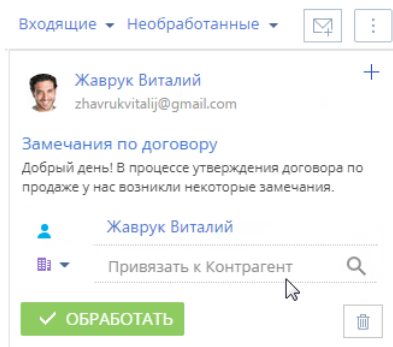 Входящие Необработанные
Жаврук Виталий
zhavrukvitalij@gmail.com
Замечания по договору
Добрый день! В процессе утверждения договора по
продаже у нас возникли некоторые замечания.
Жаврук Виталий
Привязать к Контрагент
ОБРАБОТАТЬ